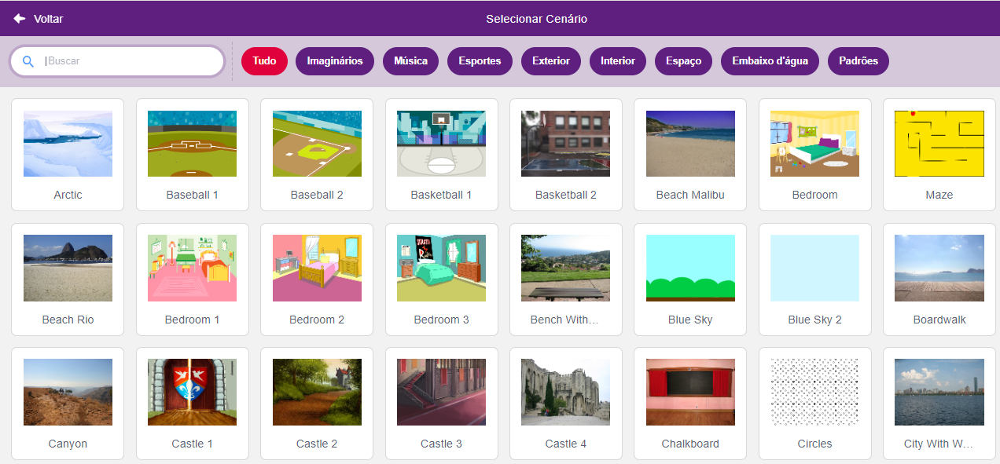 Voltar
Selecionar Cenário
Buscar
Tudo
Imaginários
Música
Esportes
Exterior
Interior
Espaço
Embaixo d'água
Padrões
Arctic
Baseball 1
Baseball 2
Basketball 1
Basketball 2
Beach Malibu
Bedroom
Maze
Beach Rio
Bedroom 1
Bedroom 2
Bedroom 3
Bench With...
Blue Sky
Blue Sky 2
Boardwalk
Canyon
Castle 1
Castle 2
Castle 3
Castle 4
Chalkboard
Circles
City With W...